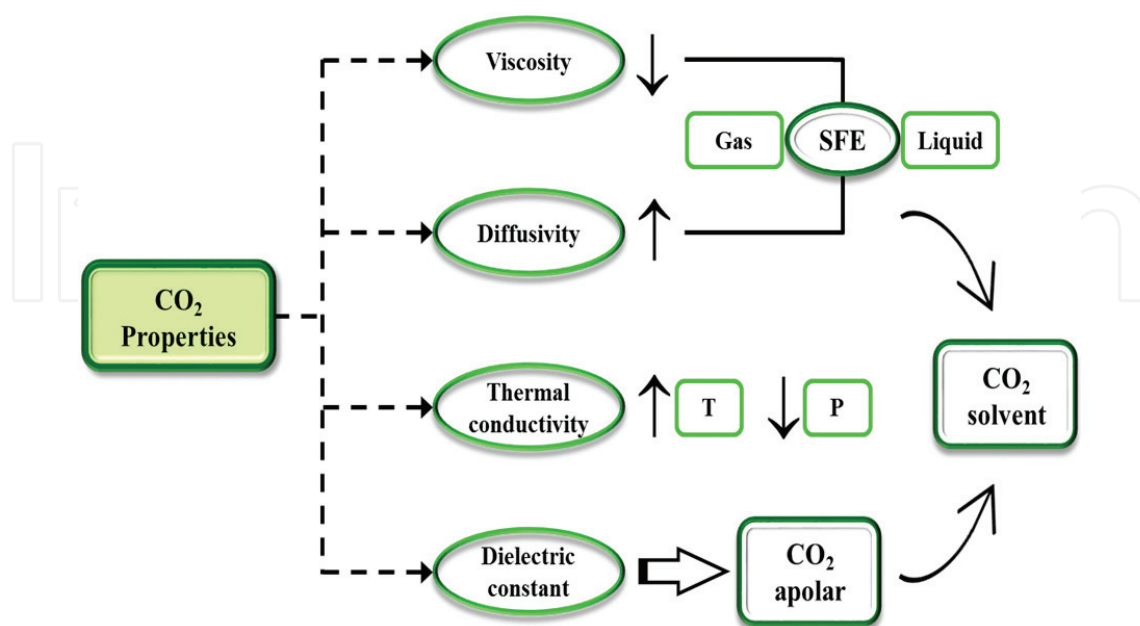 Viscosity
Gas
SFE
Liquid
Diffusivity
CO₂
Properties
Thermal
conductivity
T
P
CO₂
solvent
Dielectric
constant
CO₂
apolar